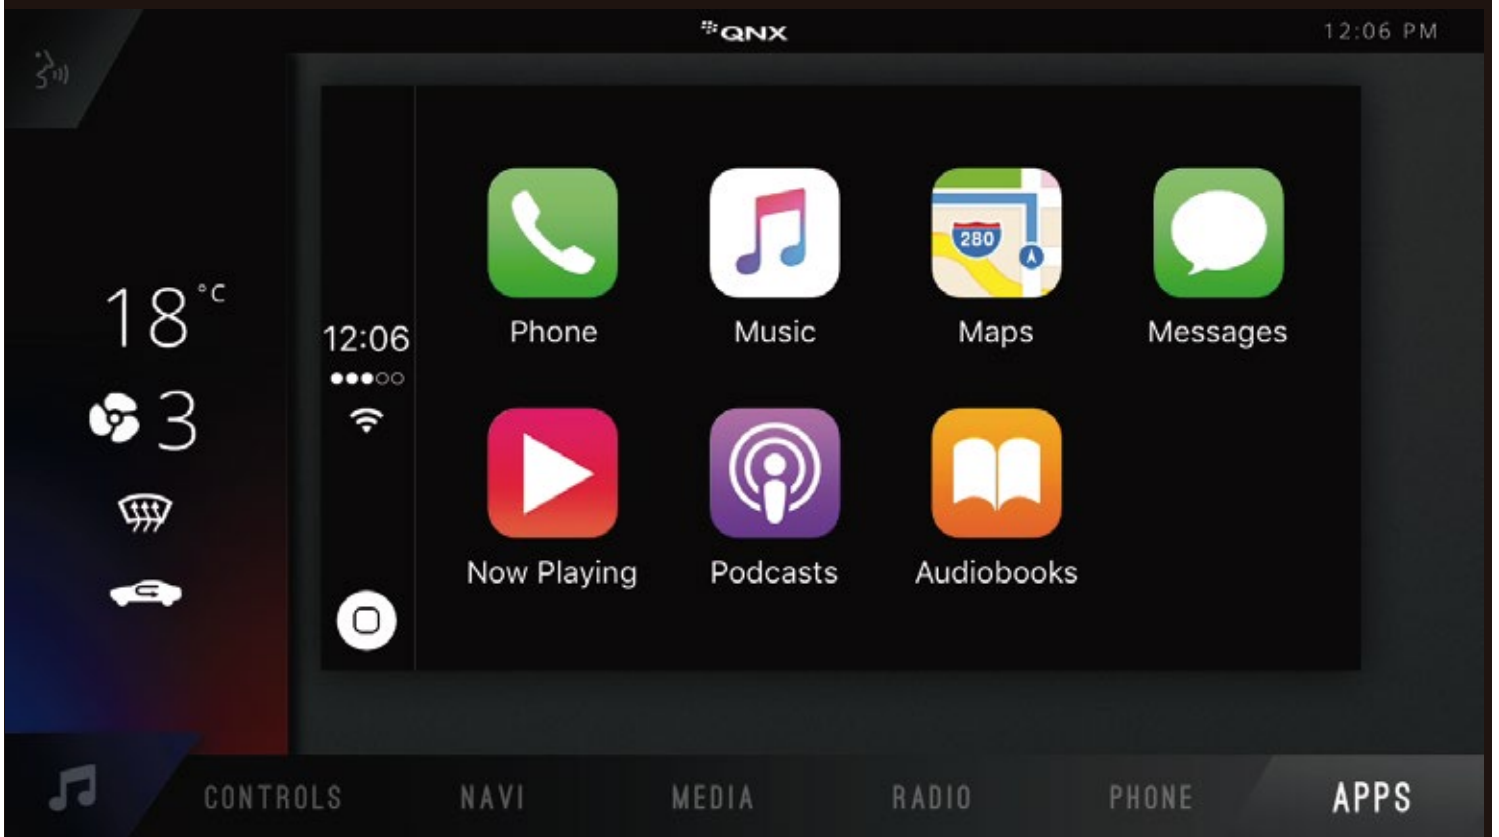 QNX
12:06 PM
18 °C
3
12:06
Phone
Music
280
Maps
Messages
Now Playing
Podcasts
Audiobooks
CONTROLS
NAVI
MEDIA
RADIO
PHONE
APPS